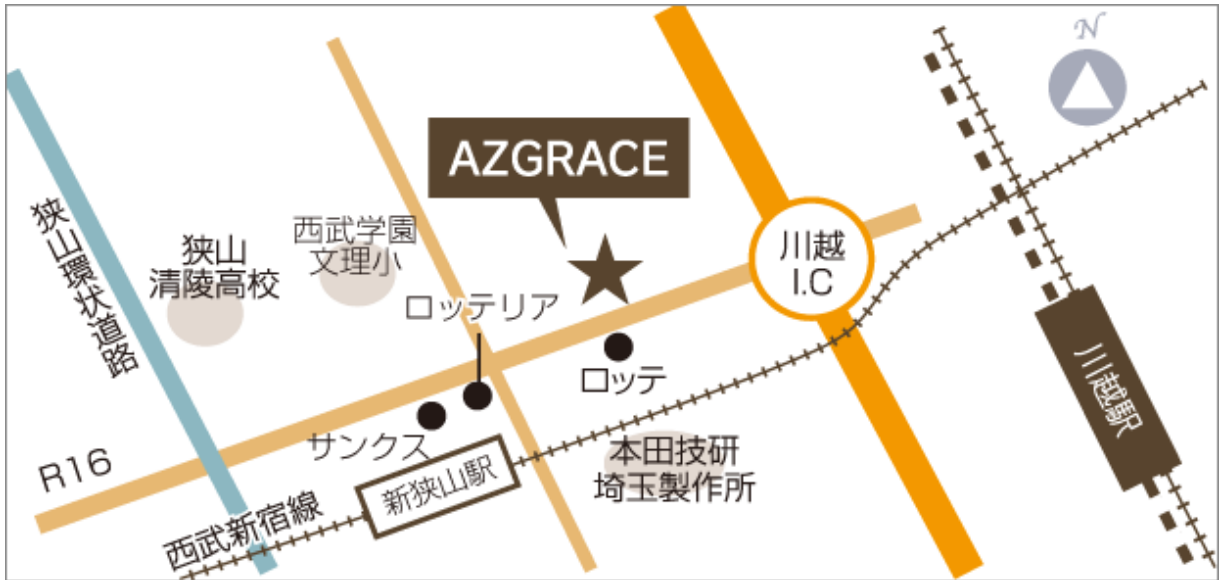 N
AZGRACE
狭山環状道路
狭山
清陵高校
西武学園
文理小
ロッテリア
川越
I.C
ロッテ
川越駅
サンクス
R16
新狭山駅
本田技研
埼玉製作所
西武新宿線